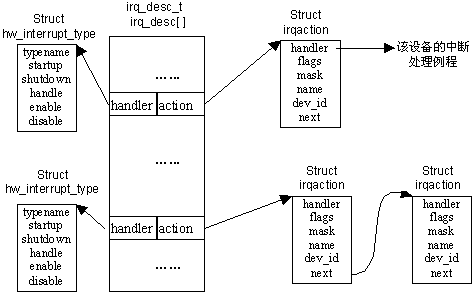 Struct
hw_interrupt_type
typename
startup
shutdown
handle
enable
disable
irq_desc_t
irq_desc[ ]
……
handler action
……
handler action
……
Struct
irqaction
handler
flags
mask
name
dev_id
next
该设备的中断
处理例程
Struct
hw_interrupt_type
typename
startup
shutdown
handle
enable
disable
Struct
irqaction
handler
flags
mask
name
dev_id
next
Struct
irqaction
handler
flags
mask
name
dev_id
next